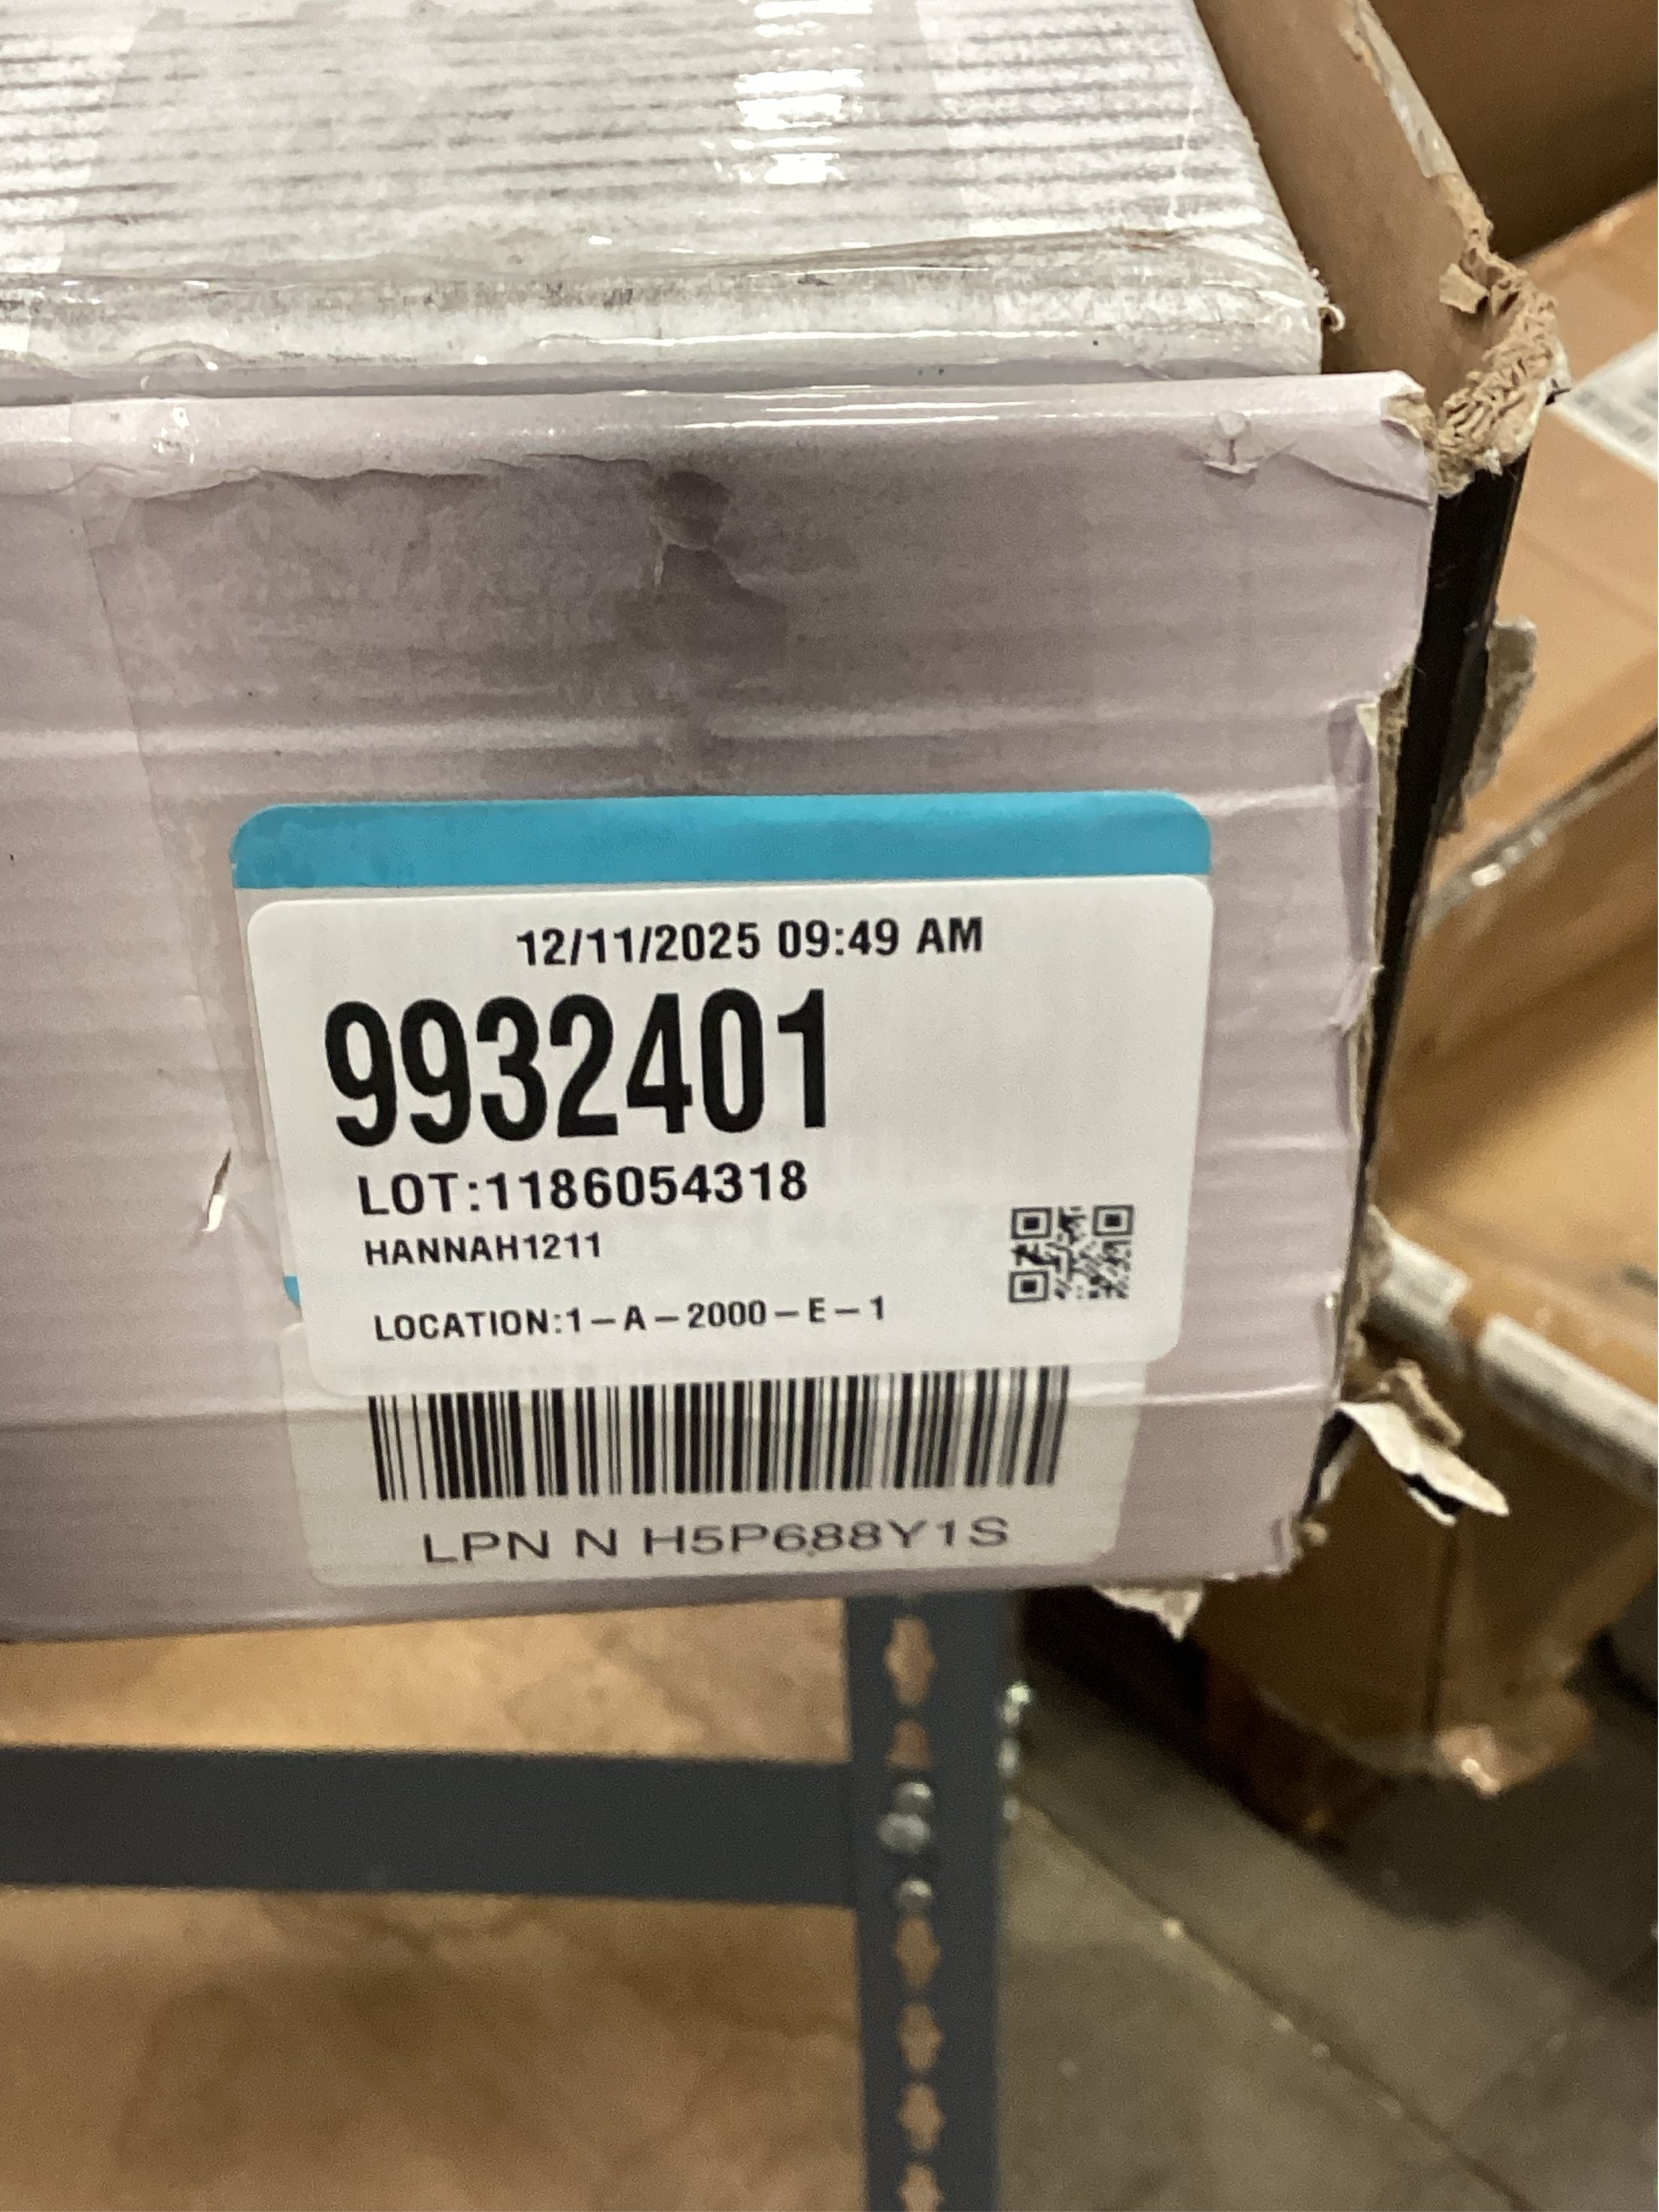 12/11/2025 09:49 AM
9932401
LOT:1186054318
HANNAH1211
LOCATION:1-A-2000-E-1
LPN N H5P688Y1S